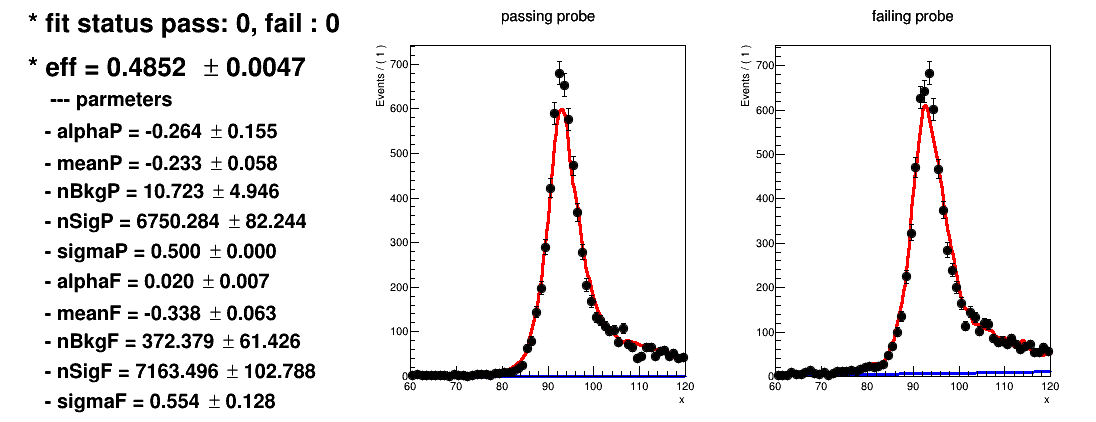 * fit status pass: 0, fail : 0
* eff = 0.4852 ± 0.0047
--- parmeters
- alphaP = -0.264 ± 0.155
- meanP = -0.233 ± 0.058
- nBkgP = 10.723 ± 4.946
- nSigP = 6750.284 ± 82.244
- sigmaP = 0.500 ± 0.000
- alphaF = 0.020 ± 0.007
- meanF = -0.338 ± 0.063
- nBkgF = 372.379 ± 61.426
- nSigF = 7163.496 ± 102.788
- sigmaF = 0.554 ± 0.128
passing probe
Events / ( 1 )
700
600
500
400
300
200
100
0
60 70 80 90 100 110 120
x
failing probe
Events / ( 1 )
700
600
500
400
300
200
100
0
60 70 80 90 100 110 120
x